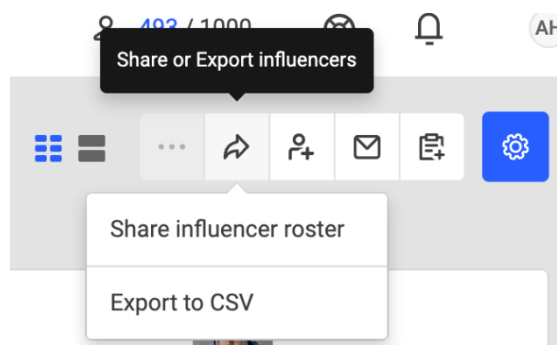 493 / 1000
AH
Share or Export influencers
Share influencer roster
Export to CSV